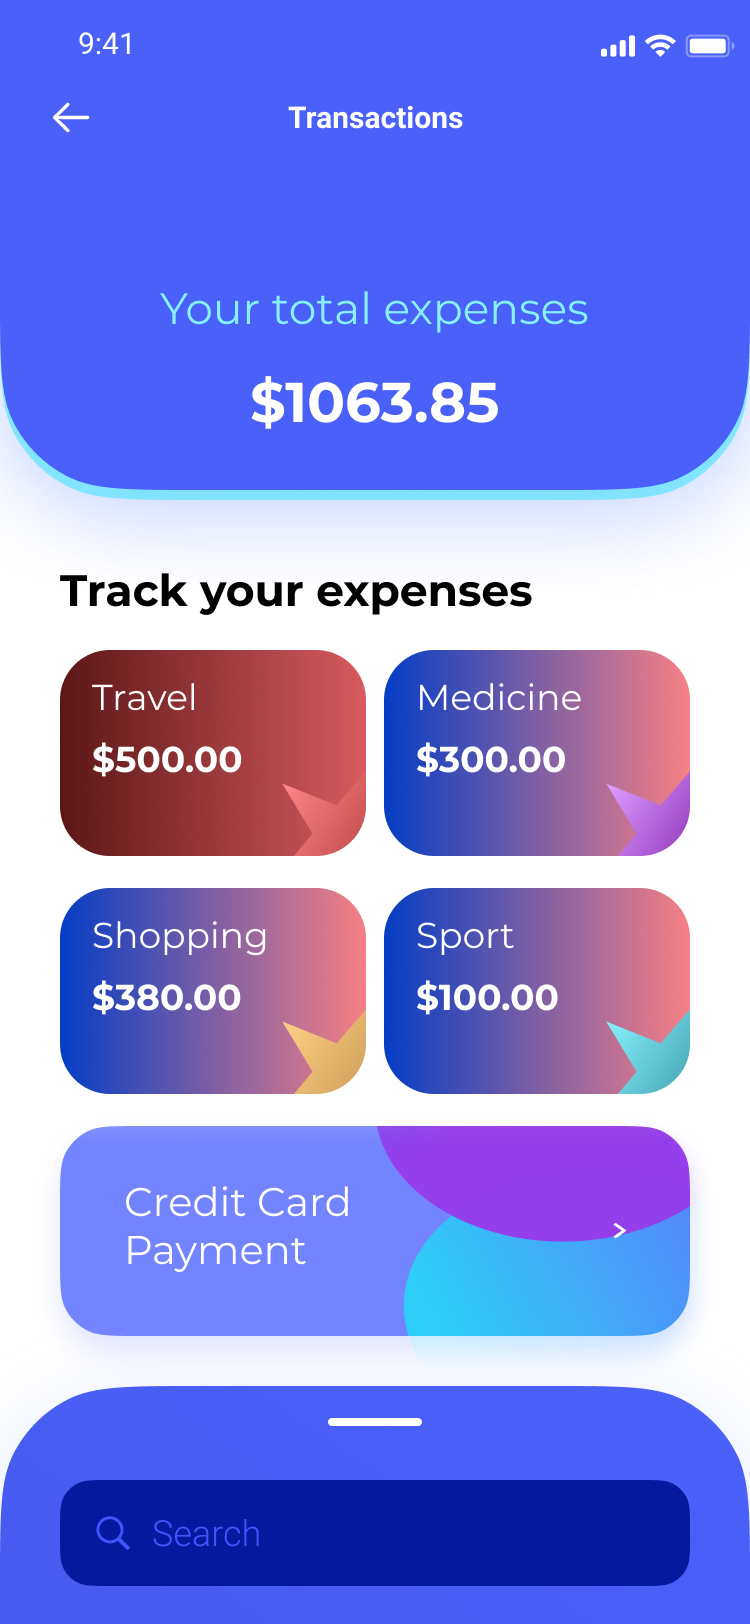 9:41
Transactions
Your total expenses
$1063.85
Track your expenses
Travel
$500.00
Medicine
$300.00
Shopping
$380.00
Sport
$100.00
Credit Card
Payment
Search